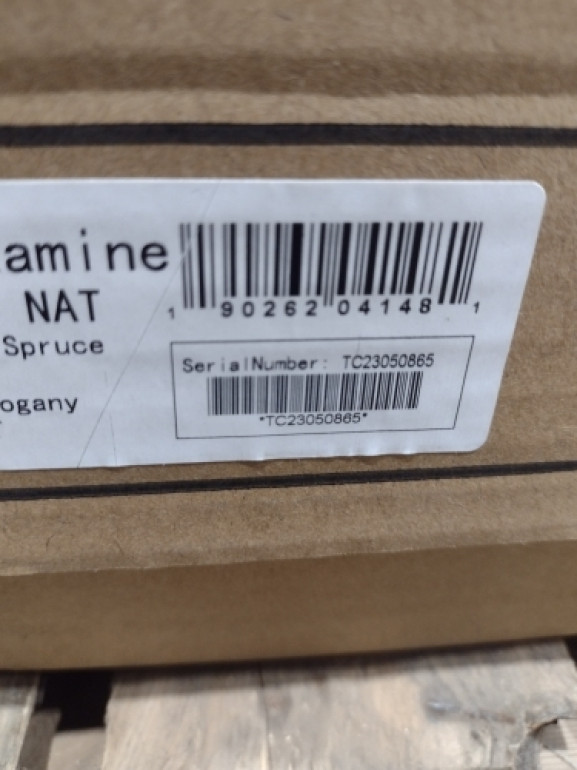 amine
NAT
Spruce
ogany
1 90262 04148 1
SerialNumber: TC23050865
*TC23050865*